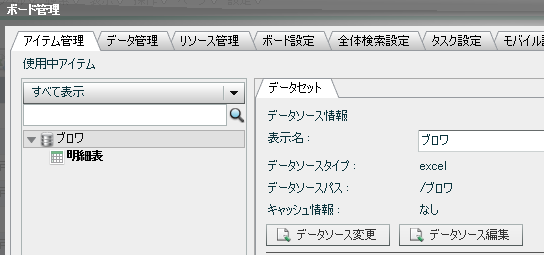 ボード管理
アイテム管理 データ管理 リソース管理 ボード設定 全体検索設定 タスク設定 モバイル
使用中アイテム
すべて表示
ブロワ
明細表
データセット
データソース情報
表示名： ブロワ
データソースタイプ： excel
データソースパス： /ブロワ
キャッシュ情報： なし
データソース変更 データソース編集